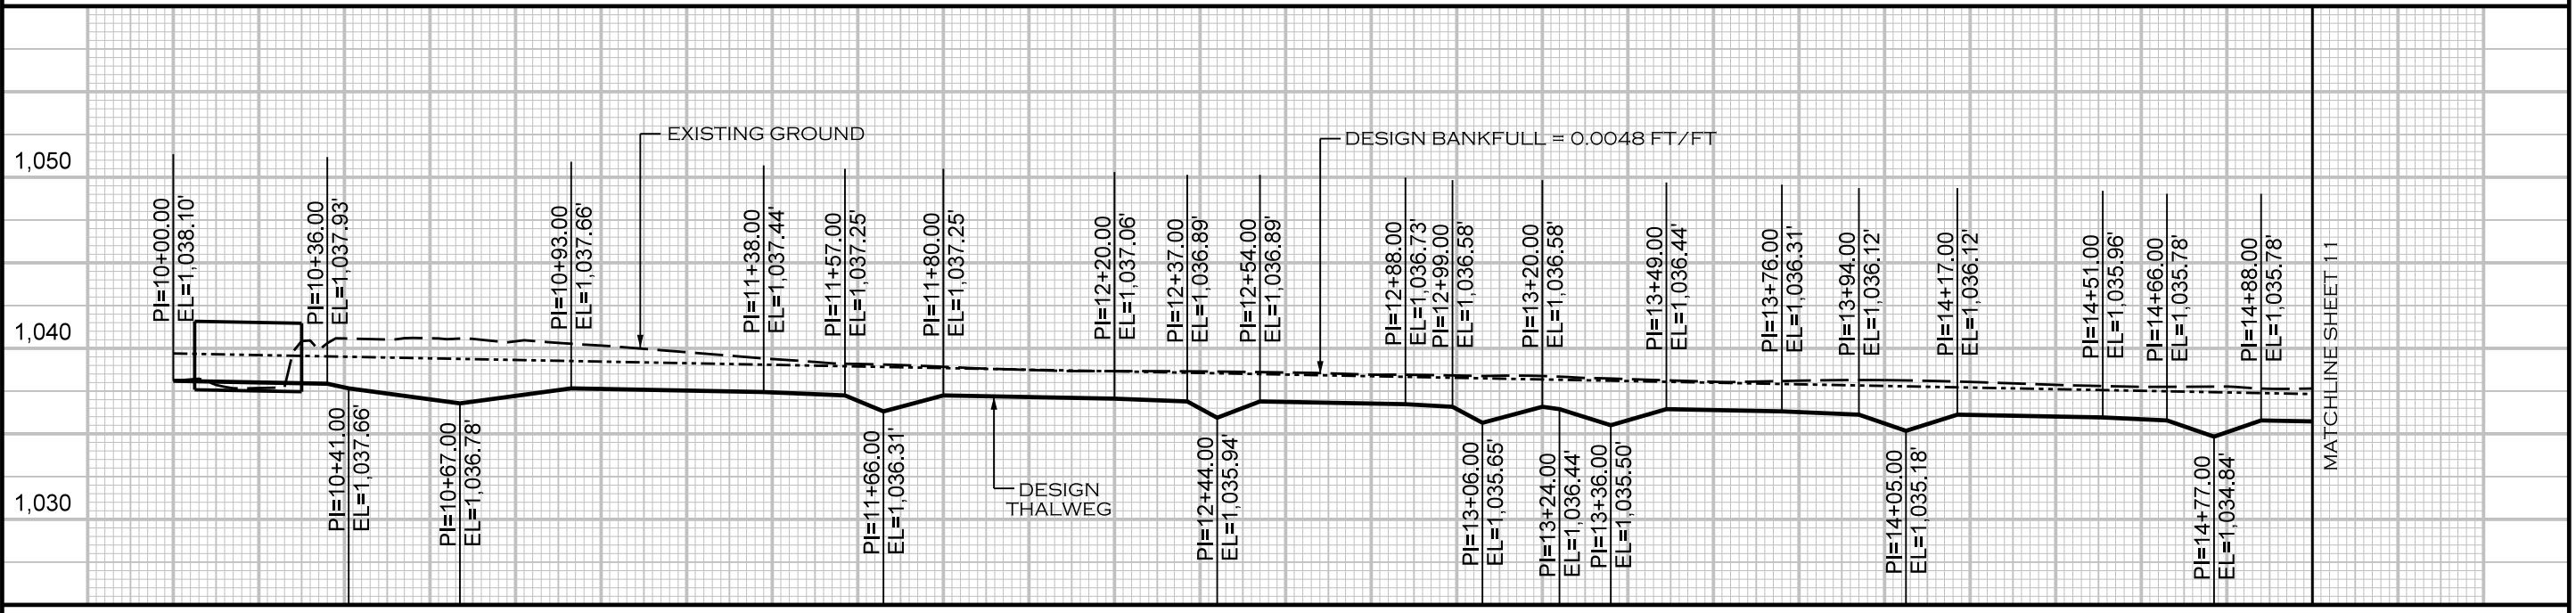 EXISTING GROUND
DESIGN BANKFULL = 0.0048 FT/FT
1,050
1,040
1,030
PI=10+00.00
EL=1,038.10'
PI=10+36.00
EL=1,037.93'
PI=10+93.00
EL=1,037.66'
PI=11+38.00
EL=1,037.44'
PI=11+57.00
EL=1,037.25'
PI=11+80.00
EL=1,037.25'
PI=12+20.00
EL=1,037.06'
PI=12+37.00
EL=1,036.89'
PI=12+54.00
EL=1,036.89'
PI=12+88.00
EL=1,036.73'
PI=12+99.00
EL=1,036.58'
PI=13+20.00
EL=1,036.58'
PI=13+49.00
EL=1,036.44'
PI=13+76.00
EL=1,036.31'
PI=13+94.00
EL=1,036.12'
PI=14+17.00
EL=1,036.12'
PI=14+51.00
EL=1,035.96'
PI=14+66.00
EL=1,035.78'
PI=14+88.00
EL=1,035.78'
MATCHLINE SHEET 11
PI=10+41.00
EL=1,037.66'
PI=10+67.00
EL=1,036.78'
PI=11+66.00
EL=1,036.31'
DESIGN
THALWEG
PI=12+44.00
EL=1,035.94'
PI=13+06.00
EL=1,035.65'
PI=13+24.00
EL=1,036.44'
PI=13+36.00
EL=1,035.50'
PI=14+05.00
EL=1,035.18'
PI=14+77.00
EL=1,034.84'